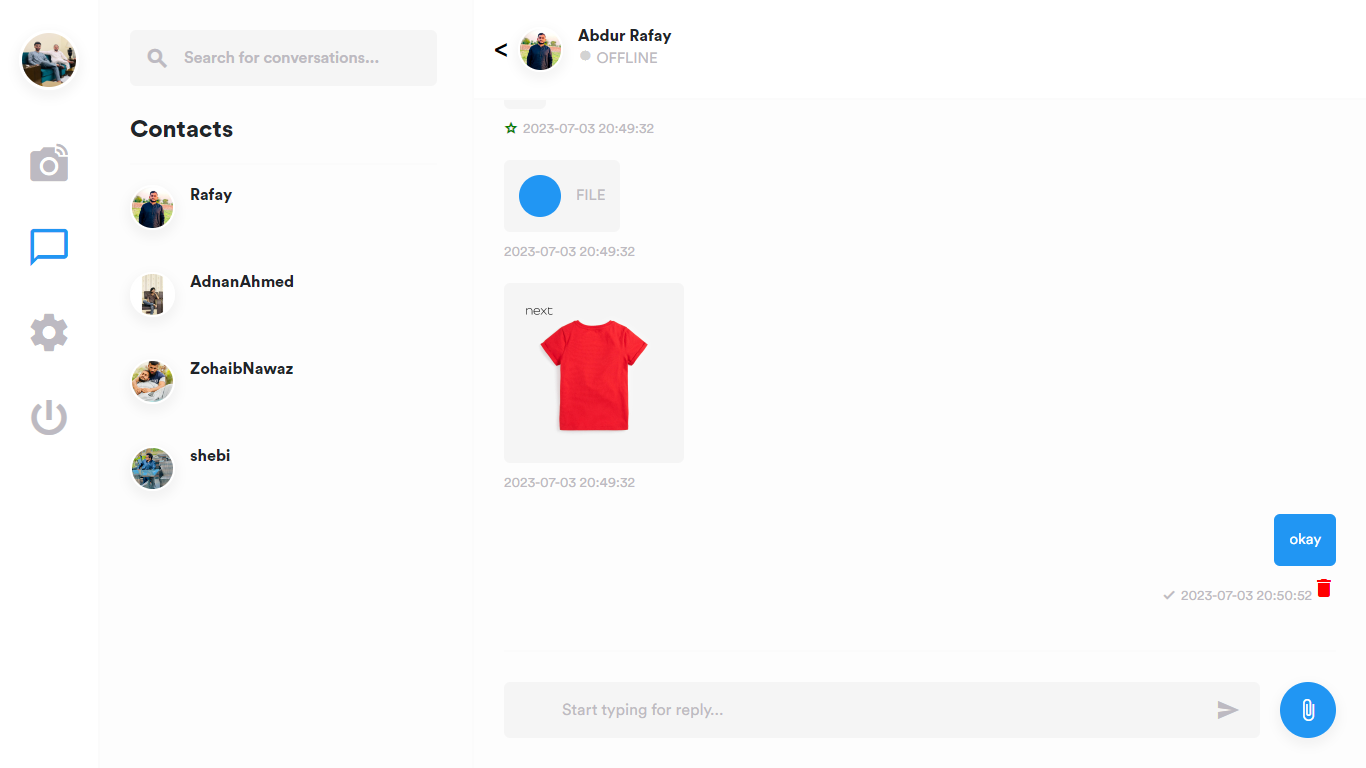 Search for conversations...
Contacts
Rafay
AdnanAhmed
ZohaibNawaz
shebi
<
Abdur Rafay
OFFLINE
2023-07-03 20:49:32
FILE
2023-07-03 20:49:32
next
2023-07-03 20:49:32
okay
2023-07-03 20:50:52
Start typing for reply...